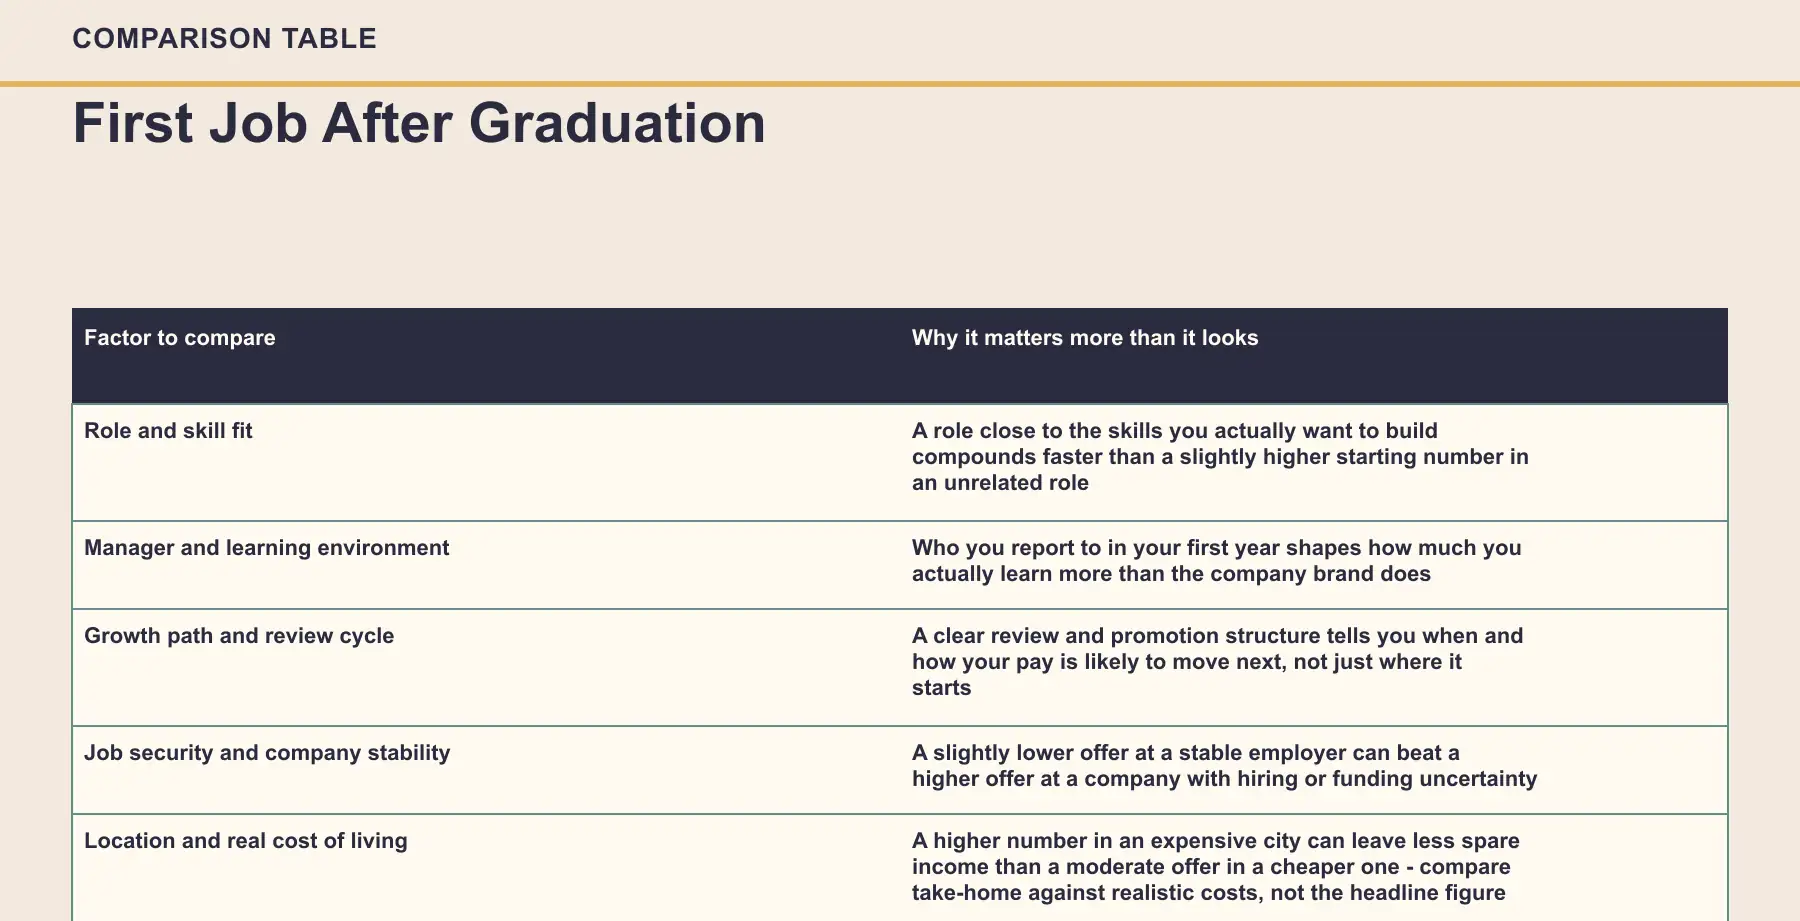 COMPARISON TABLE
First Job After Graduation
Factor to compare
Why it matters more than it looks
Role and skill fit
A role close to the skills you actually want to build
compounds faster than a slightly higher starting number in
an unrelated role
Manager and learning environment
Who you report to in your first year shapes how much you
actually learn more than the company brand does
Growth path and review cycle
A clear review and promotion structure tells you when and
how your pay is likely to move next, not just where it
starts
Job security and company stability
A slightly lower offer at a stable employer can beat a
higher offer at a company with hiring or funding uncertainty
Location and real cost of living
A higher number in an expensive city can leave less spare
income than a moderate offer in a cheaper one - compare
take-home against realistic costs, not the headline figure